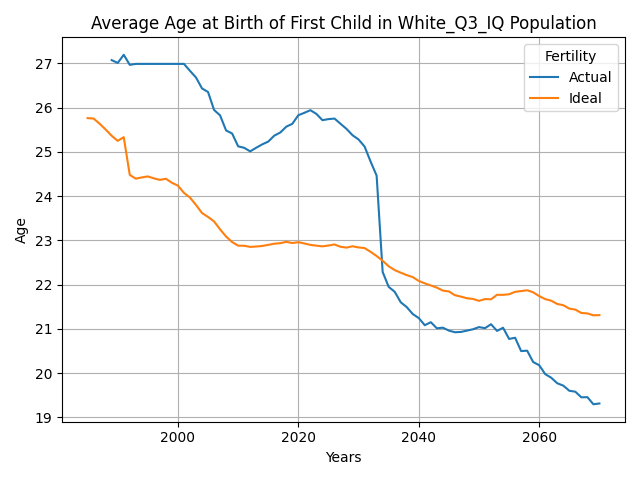 Average Age at Birth of First Child in White_Q3_IQ Population
Fertility
Actual
Ideal
Age
27
26
25
24
23
22
21
20
19
2000
2020
2040
2060
Years